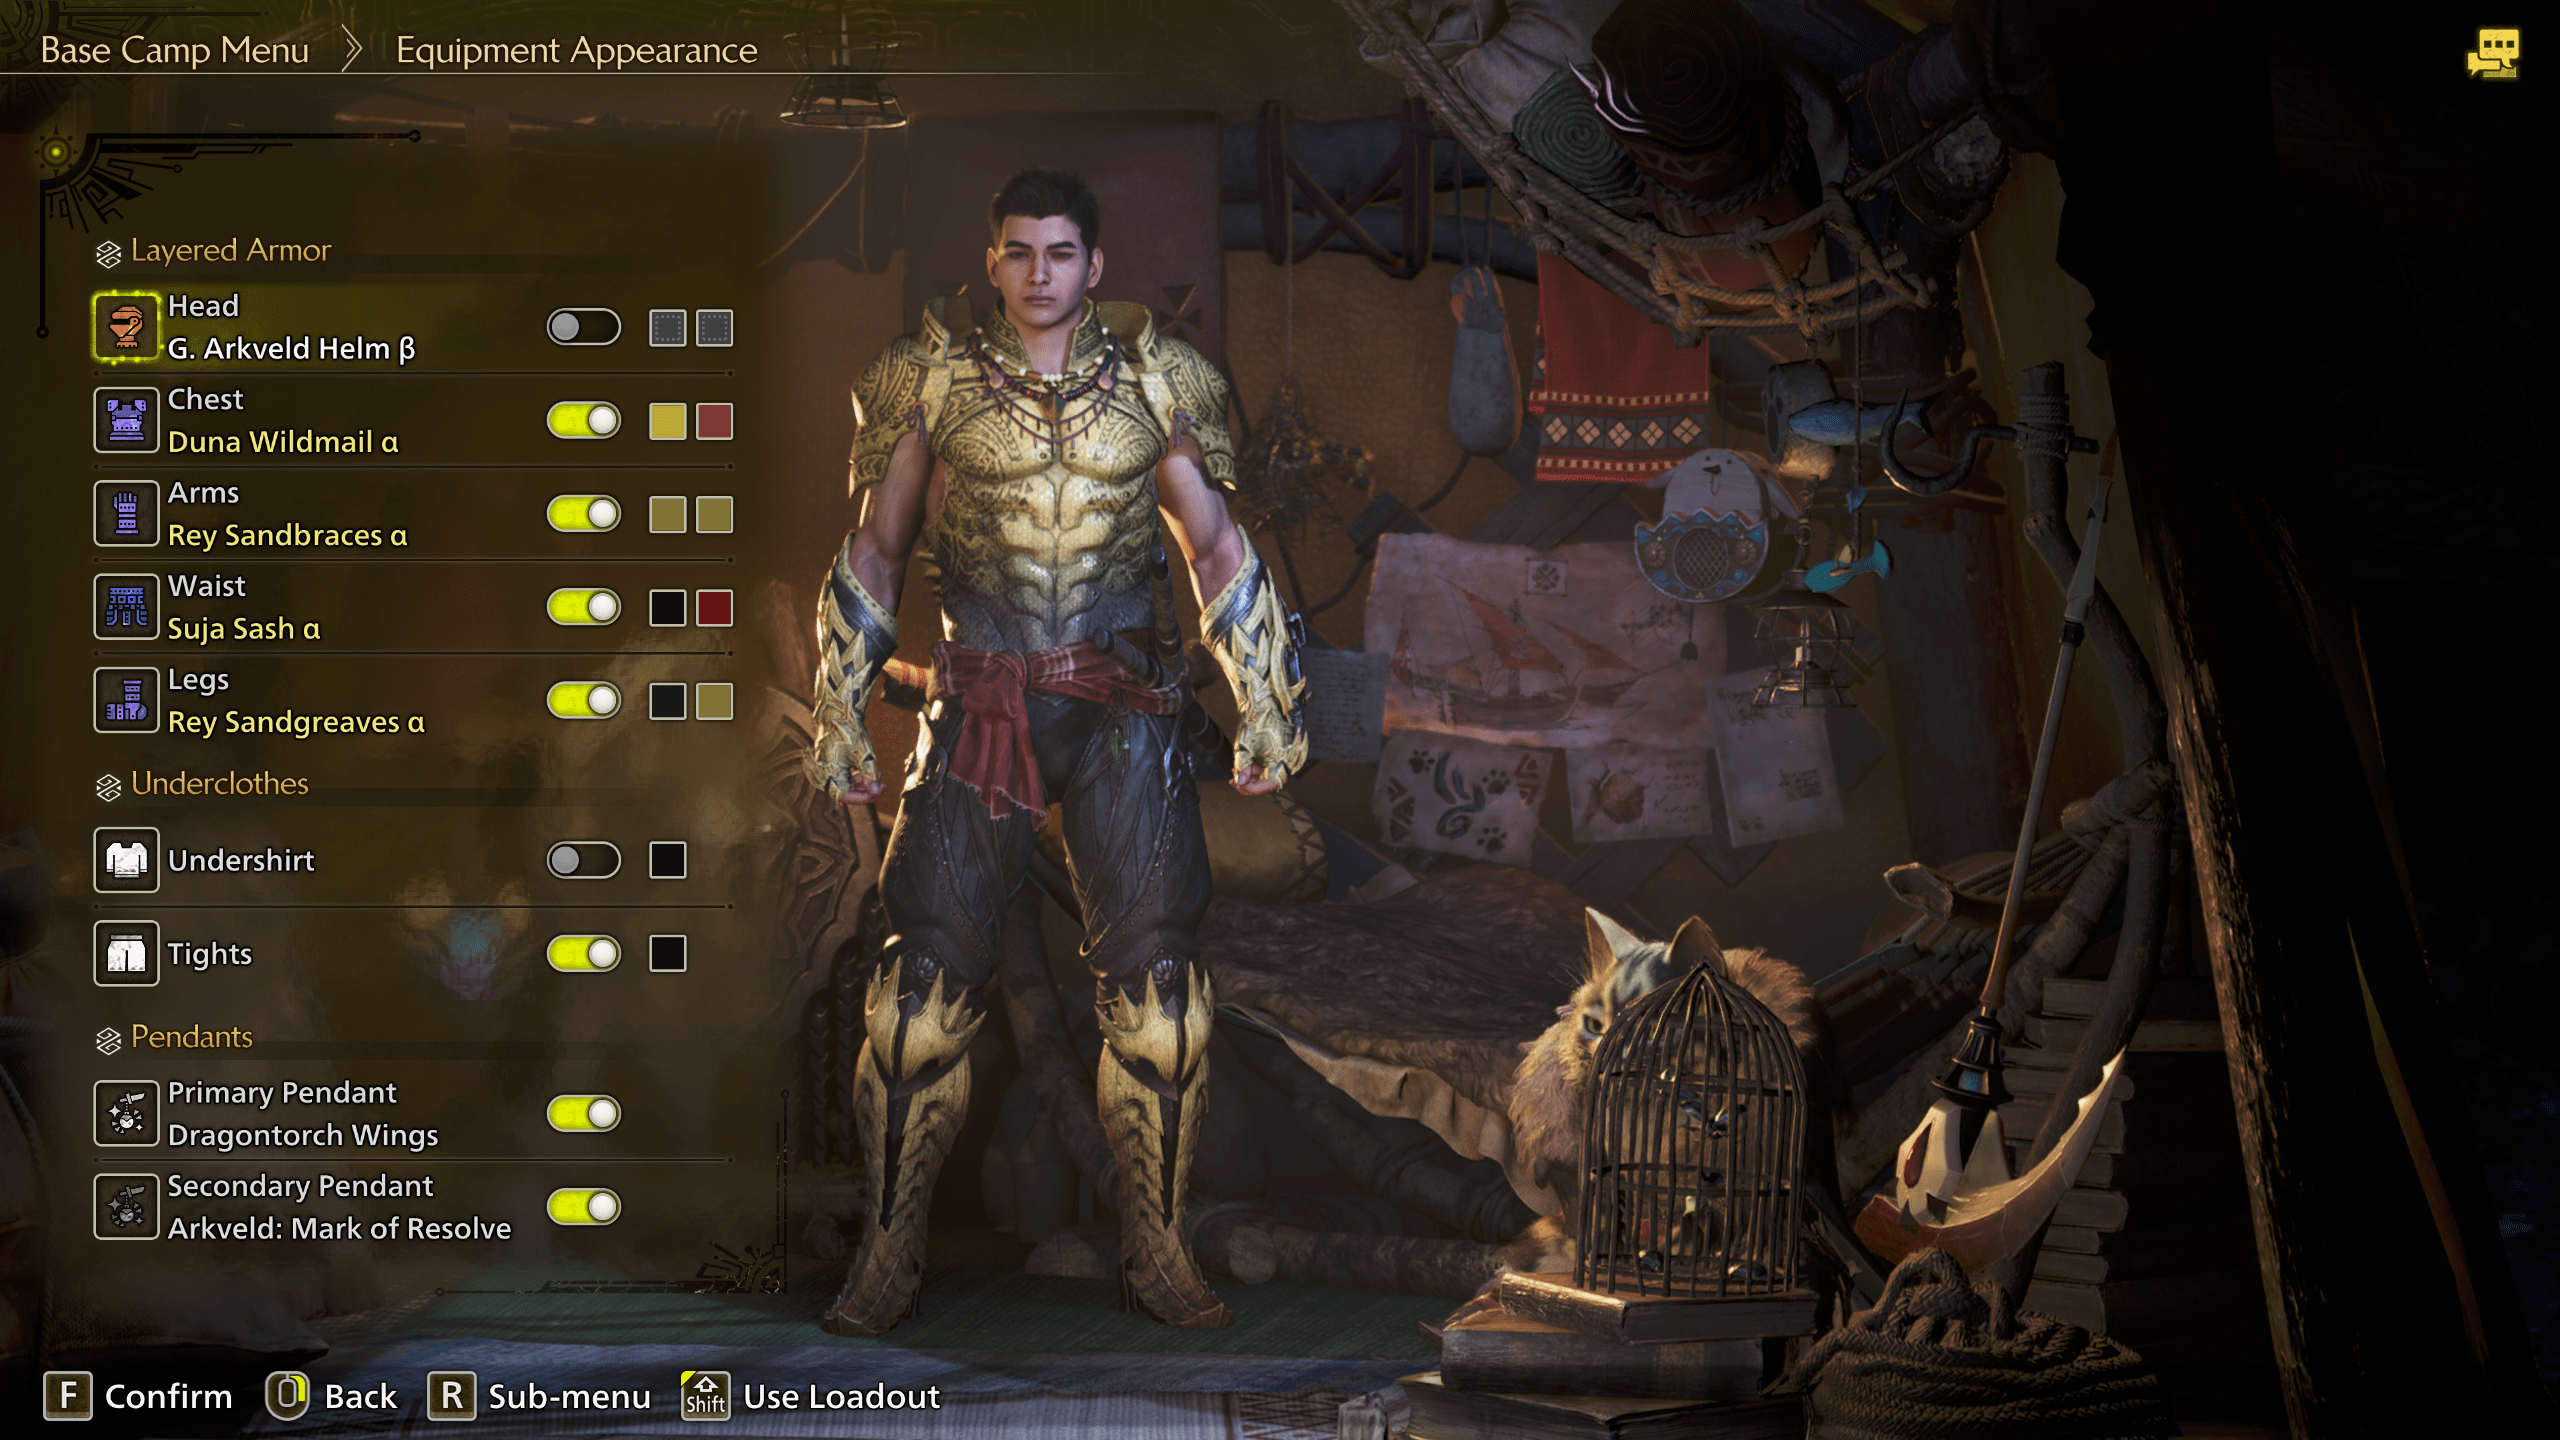 Base Camp Menu
Equipment Appearance
Layered Armor
Head
G. Arkveld Helm β
Chest
Duna Wildmail α
Arms
Rey Sandbraces α
Waist
Suja Sash α
Legs
Rey Sandgreaves α
Underclothes
Undershirt
Tights
Pendants
Primary Pendant
Dragontorch Wings
Secondary Pendant
Arkveld: Mark of Resolve
F Confirm
Back
R Sub-menu
Shift Use Loadout